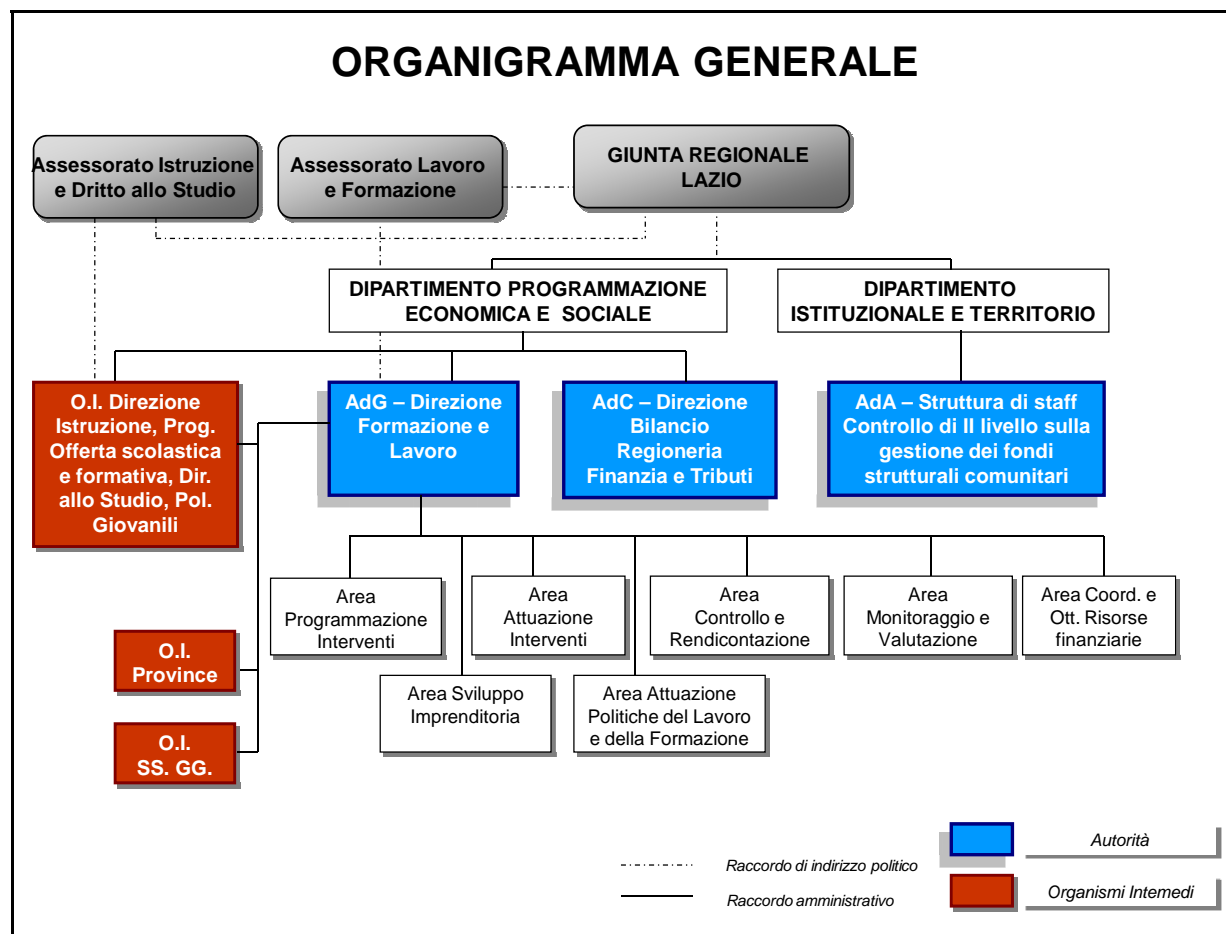 ORGANIGRAMMA GENERALE
Assessorato Istruzione
e Dritto allo Studio
Assessorato Lavoro
e Formazione
GIUNTA REGIONALE
LAZIO
DIPARTIMENTO PROGRAMMAZIONE
ECONOMICA E SOCIALE
DIPARTIMENTO
ISTITUZIONALE E TERRITORIO
O.I. Direzione
Istruzione, Prog.
Offerta scolastica
e formativa, Dir.
allo Studio, Pol.
Giovanili
AdG – Direzione
Formazione e
Lavoro
AdC – Direzione
Bilancio
Regioneria
Finanzia e Tributi
AdA – Struttura di staff
Controllo di II livello sulla
gestione dei fondi
strutturali comunitari
Area
Programmazione
Interventi
Area
Attuazione
Interventi
Area
Controllo e
Rendicontazione
Area
Monitoraggio e
Valutazione
Area Coord. e
Ott. Risorse
finanziarie
O.I.
Province
Area Sviluppo
Imprenditoria
Area Attuazione
Politiche del Lavoro
e della Formazione
O.I.
SS. GG.
Raccordo di indirizzo politico
Raccordo amministrativo
Autorità
Organismi Intemedi